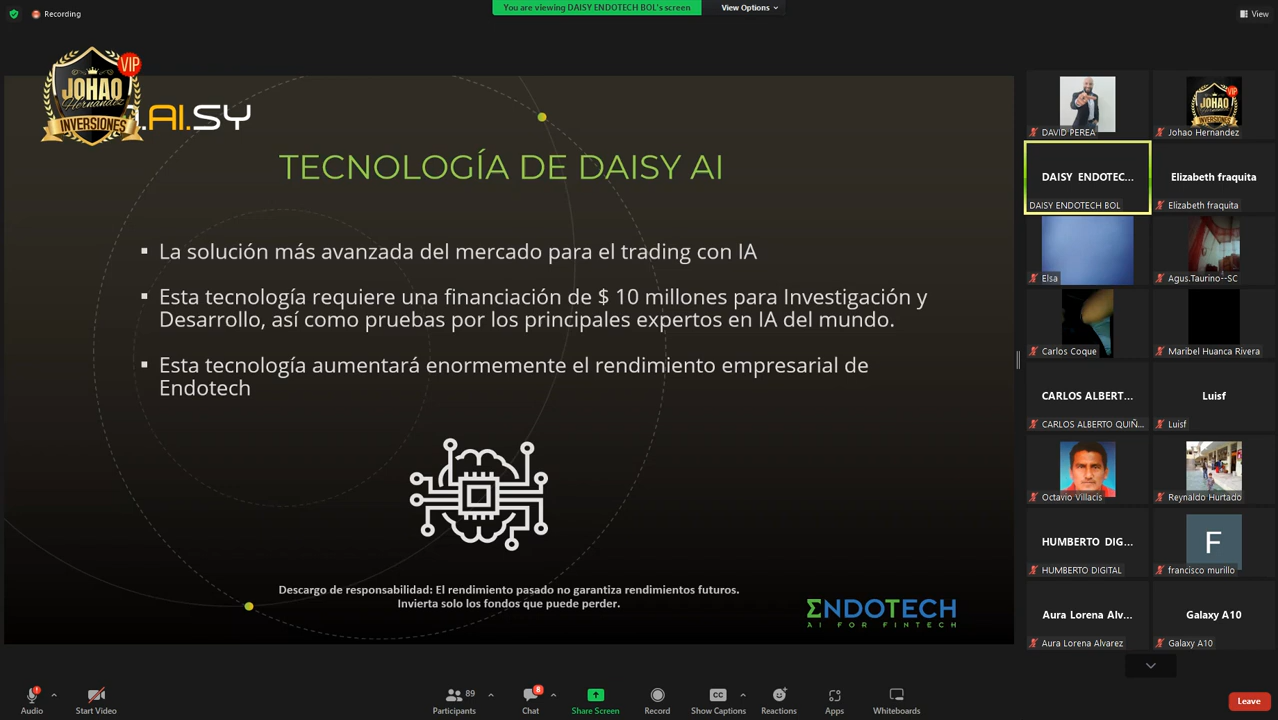 Recording
You are viewing DAISY ENDOTECH BOL's screen
View Options
View
VIP
JOHAO
Hernandez
INVERSIONES
.AI.SY
TECNOLOGÍA DE DAISY AI
La solución más avanzada del mercado para el trading con IA
Esta tecnología requiere una financiación de $ 10 millones para Investigación y
Desarrollo, así como pruebas por los principales expertos en IA del mundo.
Esta tecnología aumentará enormemente el rendimiento empresarial de
Endotech
Descargo de responsabilidad: El rendimiento pasado no garantiza rendimientos futuros.
Invierta solo los fondos que puede perder.
ENDOTECH
AI FOR FINTECH
DAVID PEREA
VIP
JOHAO
INVERSIONES
Johao Hernandez
DAISY ENDOTEC...
DAISY ENDOTECH BOL
Elizabeth fraquita
Elizabeth fraquita
Elsa
Agus.Taurino--SC
Carlos Coque
Maribel Huanca Rivera
CARLOS ALBERT...
CARLOS ALBERTO QUIÑ...
Luisf
Luisf
Octavio Villacis
Reynaldo Hurtado
HUMBERTO DIG...
HUMBERTO DIGITAL
F
francisco murillo
Aura Lorena Alv...
Aura Lorena Alvarez
Galaxy A10
Galaxy A10
Audio
Start Video
89
Participants
8
Chat
Share Screen
Record
CC
Show Captions
Reactions
Apps
Whiteboards
Leave